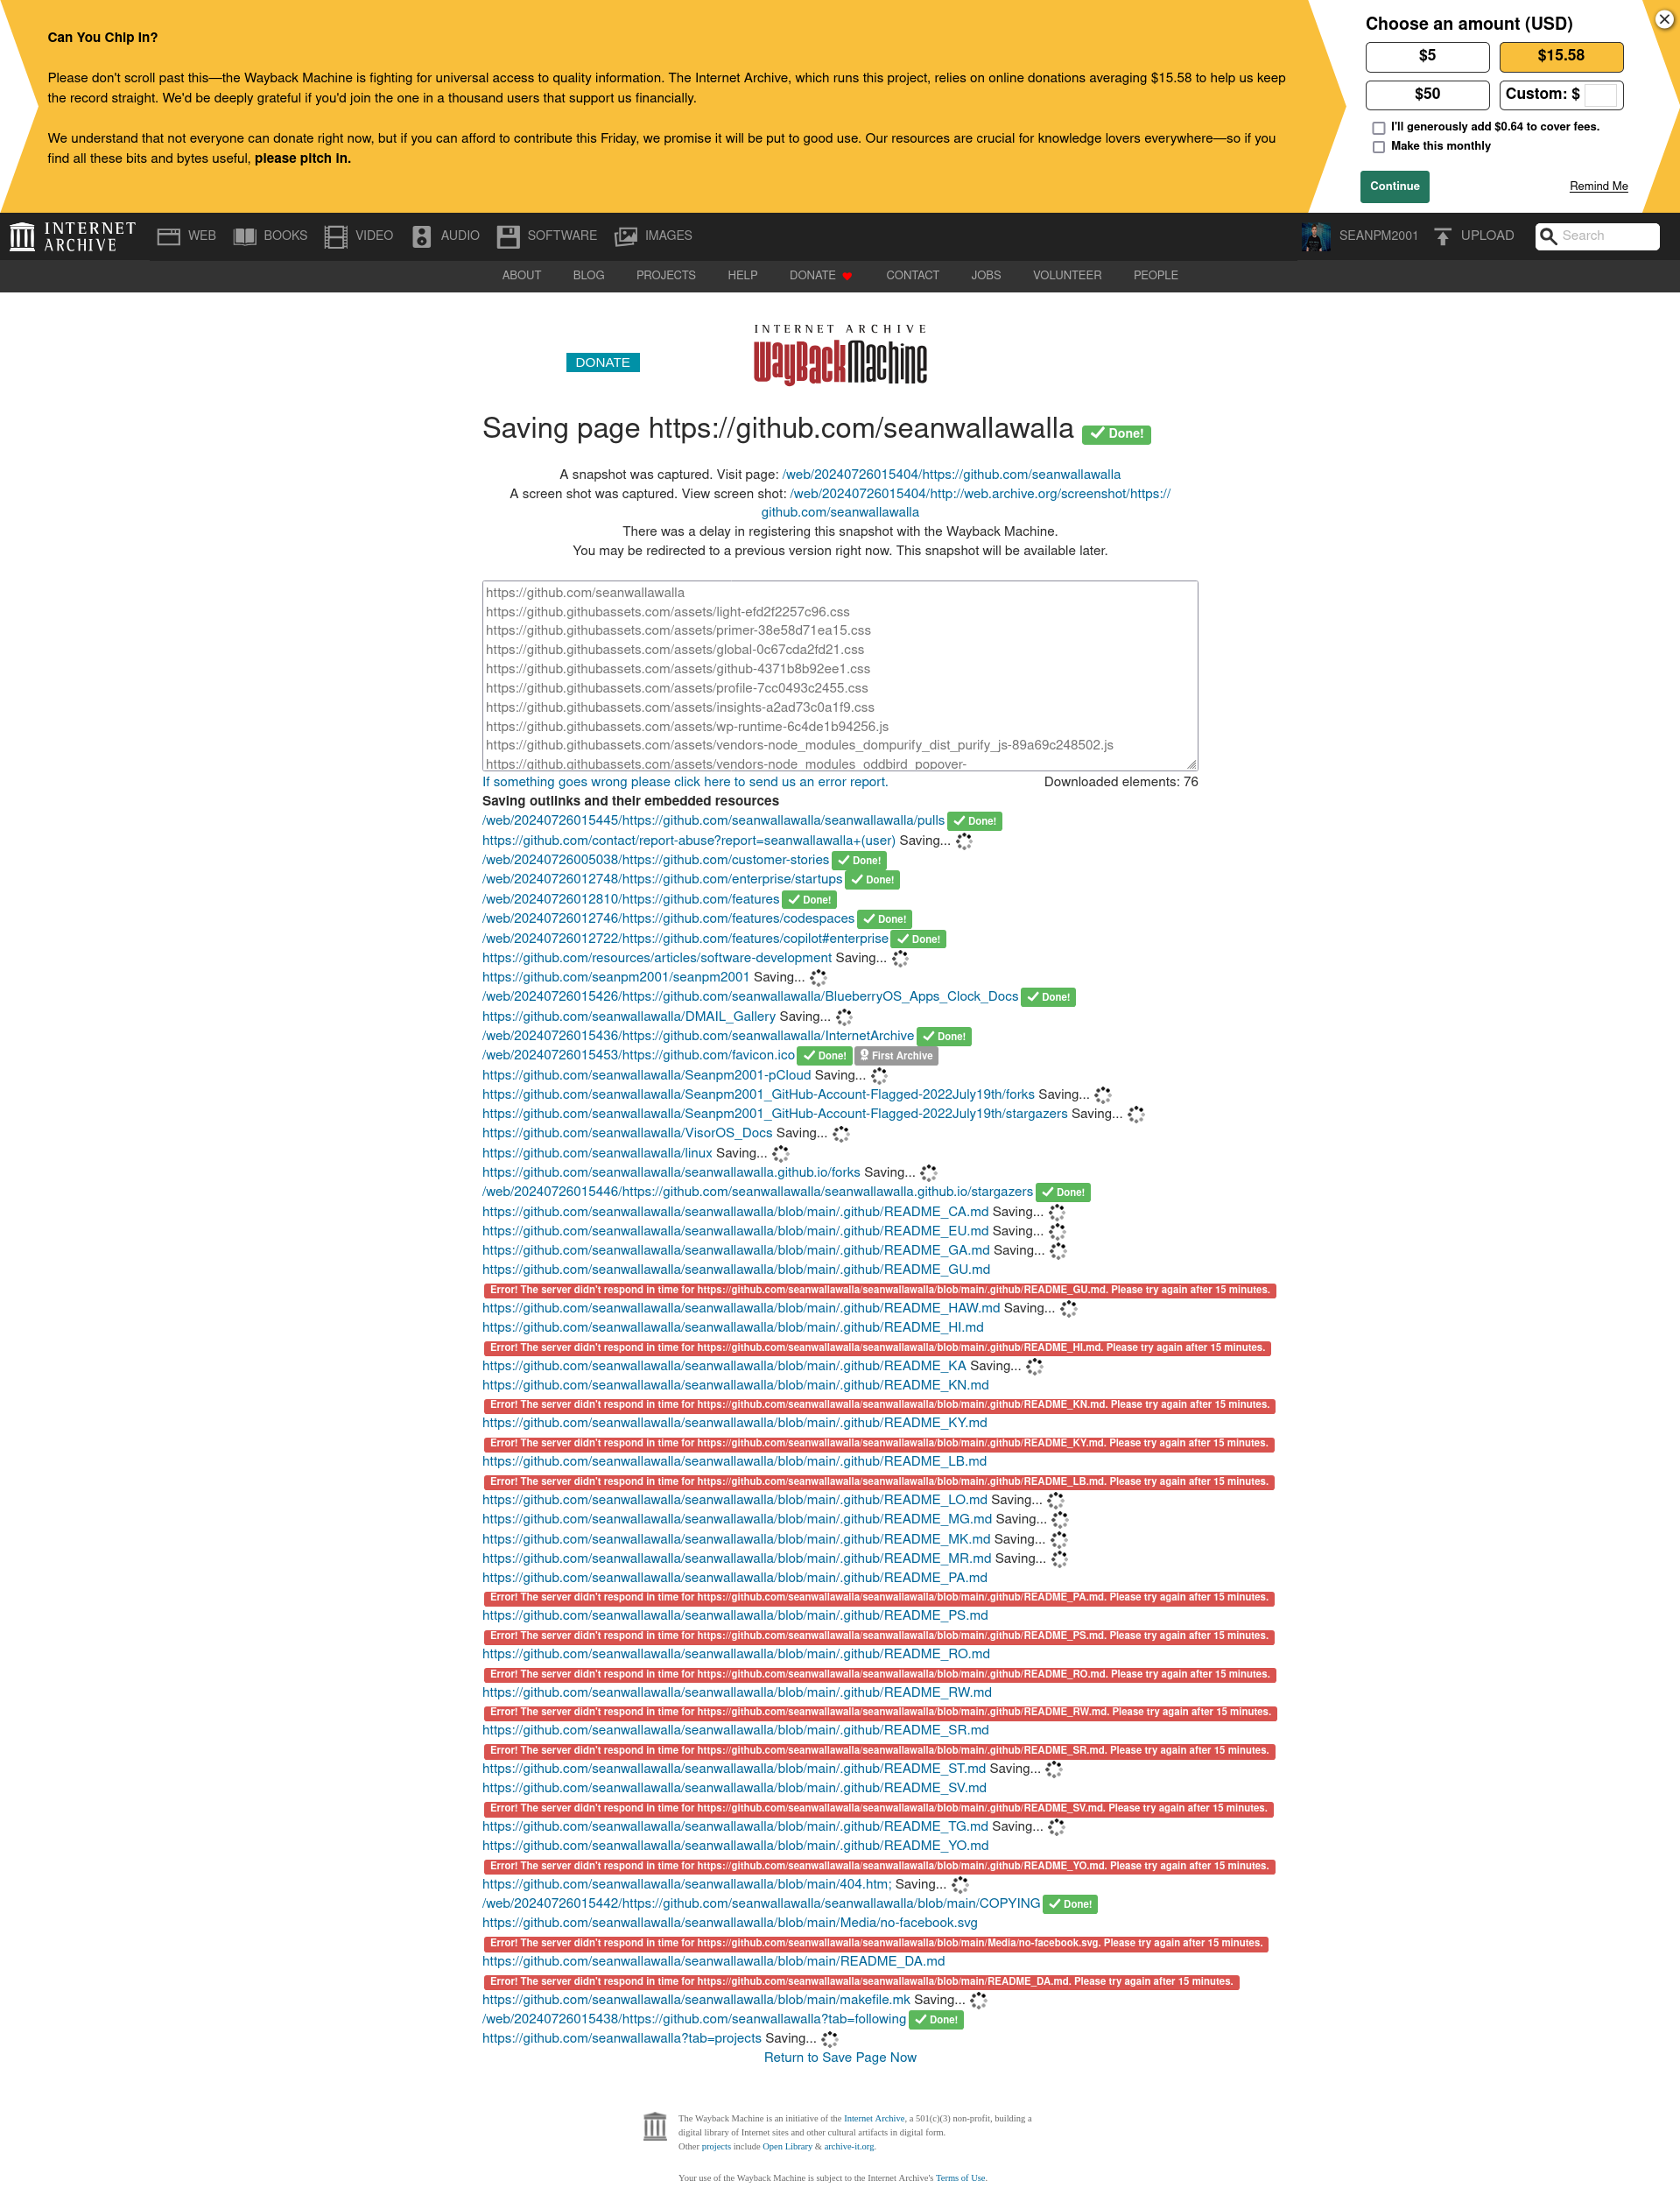 Can You Chip In?
Please don't scroll past this—the Wayback Machine is fighting for universal access to quality information. The Internet Archive, which runs this project, relies on online donations averaging $15.58 to help us keep
the record straight. We'd be deeply grateful if you'd join the one in a thousand users that support us financially.
We understand that not everyone can donate right now, but if you can afford to contribute this Friday, we promise it will be put to good use. Our resources are crucial for knowledge lovers everywhere—so if you
find all these bits and bytes useful, please pitch in.
Choose an amount (USD)
$5 $15.58
$50 Custom: $
I'll generously add $0.64 to cover fees.
Make this monthly
Continue Remind Me
INTERNET ARCHIVE WEB BOOKS VIDEO AUDIO SOFTWARE IMAGES SEANPM2001 UPLOAD Search
ABOUT BLOG PROJECTS HELP DONATE CONTACT JOBS VOLUNTEER PEOPLE
DONATE
INTERNET ARCHIVE
WayBackMachine
Saving page https://github.com/seanwallawalla Done!
A snapshot was captured. Visit page: /web/20240726015404/https://github.com/seanwallawalla
A screen shot was captured. View screen shot: /web/20240726015404/http://web.archive.org/screenshot/https://
github.com/seanwallawalla
There was a delay in registering this snapshot with the Wayback Machine.
You may be redirected to a previous version right now. This snapshot will be available later.
https://github.com/seanwallawalla
https://github.githubassets.com/assets/light-efd2f2257c96.css
https://github.githubassets.com/assets/primer-38e58d71ea15.css
https://github.githubassets.com/assets/global-0c67cda2fd21.css
https://github.githubassets.com/assets/github-4371b8b92ee1.css
https://github.githubassets.com/assets/profile-7cc0493c2455.css
https://github.githubassets.com/assets/insights-a2ad73c0a1f9.css
https://github.githubassets.com/assets/wp-runtime-6c4de1b94256.js
https://github.githubassets.com/assets/vendors-node_modules_dompurify_dist_purify_js-89a69c248502.js
https://github.githubassets.com/assets/vendors-node_modules_oddbird_popover-
If something goes wrong please click here to send us an error report. Downloaded elements: 76
Saving outlinks and their embedded resources
/web/20240726015445/https://github.com/seanwallawalla/seanwallawalla/pulls Done!
https://github.com/contact/report-abuse?report=seanwallawalla+(user) Saving...
/web/20240726005038/https://github.com/customer-stories Done!
/web/20240726012748/https://github.com/enterprise/startups Done!
/web/20240726012810/https://github.com/features Done!
/web/20240726012746/https://github.com/features/codespaces Done!
/web/20240726012722/https://github.com/features/copilot#enterprise Done!
https://github.com/resources/articles/software-development Saving...
https://github.com/seanpm2001/seanpm2001 Saving...
/web/20240726015426/https://github.com/seanwallawalla/BlueberryOS_Apps_Clock_Docs Done!
https://github.com/seanwallawalla/DMAIL_Gallery Saving...
/web/20240726015436/https://github.com/seanwallawalla/InternetArchive Done!
/web/20240726015453/https://github.com/favicon.ico Done! First Archive
https://github.com/seanwallawalla/Seanpm2001-pCloud Saving...
https://github.com/seanwallawalla/Seanpm2001_GitHub-Account-Flagged-2022July19th/forks Saving...
https://github.com/seanwallawalla/Seanpm2001_GitHub-Account-Flagged-2022July19th/stargazers Saving...
https://github.com/seanwallawalla/VisorOS_Docs Saving...
https://github.com/seanwallawalla/linux Saving...
https://github.com/seanwallawalla/seanwallawalla.github.io/forks Saving...
/web/20240726015446/https://github.com/seanwallawalla/seanwallawalla.github.io/stargazers Done!
https://github.com/seanwallawalla/seanwallawalla/blob/main/.github/README_CA.md Saving...
https://github.com/seanwallawalla/seanwallawalla/blob/main/.github/README_EU.md Saving...
https://github.com/seanwallawalla/seanwallawalla/blob/main/.github/README_GA.md Saving...
https://github.com/seanwallawalla/seanwallawalla/blob/main/.github/README_GU.md
Error! The server didn't respond in time for https://github.com/seanwallawalla/seanwallawalla/blob/main/.github/README_GU.md. Please try again after 15 minutes.
https://github.com/seanwallawalla/seanwallawalla/blob/main/.github/README_HAW.md Saving...
https://github.com/seanwallawalla/seanwallawalla/blob/main/.github/README_HI.md
Error! The server didn't respond in time for https://github.com/seanwallawalla/seanwallawalla/blob/main/.github/README_HI.md. Please try again after 15 minutes.
https://github.com/seanwallawalla/seanwallawalla/blob/main/.github/README_KA Saving...
https://github.com/seanwallawalla/seanwallawalla/blob/main/.github/README_KN.md
Error! The server didn't respond in time for https://github.com/seanwallawalla/seanwallawalla/blob/main/.github/README_KN.md. Please try again after 15 minutes.
https://github.com/seanwallawalla/seanwallawalla/blob/main/.github/README_KY.md
Error! The server didn't respond in time for https://github.com/seanwallawalla/seanwallawalla/blob/main/.github/README_KY.md. Please try again after 15 minutes.
https://github.com/seanwallawalla/seanwallawalla/blob/main/.github/README_LB.md
Error! The server didn't respond in time for https://github.com/seanwallawalla/seanwallawalla/blob/main/.github/README_LB.md. Please try again after 15 minutes.
https://github.com/seanwallawalla/seanwallawalla/blob/main/.github/README_LO.md Saving...
https://github.com/seanwallawalla/seanwallawalla/blob/main/.github/README_MG.md Saving...
https://github.com/seanwallawalla/seanwallawalla/blob/main/.github/README_MK.md Saving...
https://github.com/seanwallawalla/seanwallawalla/blob/main/.github/README_MR.md Saving...
https://github.com/seanwallawalla/seanwallawalla/blob/main/.github/README_PA.md
Error! The server didn't respond in time for https://github.com/seanwallawalla/seanwallawalla/blob/main/.github/README_PA.md. Please try again after 15 minutes.
https://github.com/seanwallawalla/seanwallawalla/blob/main/.github/README_PS.md
Error! The server didn't respond in time for https://github.com/seanwallawalla/seanwallawalla/blob/main/.github/README_PS.md. Please try again after 15 minutes.
https://github.com/seanwallawalla/seanwallawalla/blob/main/.github/README_RO.md
Error! The server didn't respond in time for https://github.com/seanwallawalla/seanwallawalla/blob/main/.github/README_RO.md. Please try again after 15 minutes.
https://github.com/seanwallawalla/seanwallawalla/blob/main/.github/README_RW.md
Error! The server didn't respond in time for https://github.com/seanwallawalla/seanwallawalla/blob/main/.github/README_RW.md. Please try again after 15 minutes.
https://github.com/seanwallawalla/seanwallawalla/blob/main/.github/README_SR.md
Error! The server didn't respond in time for https://github.com/seanwallawalla/seanwallawalla/blob/main/.github/README_SR.md. Please try again after 15 minutes.
https://github.com/seanwallawalla/seanwallawalla/blob/main/.github/README_ST.md Saving...
https://github.com/seanwallawalla/seanwallawalla/blob/main/.github/README_SV.md
Error! The server didn't respond in time for https://github.com/seanwallawalla/seanwallawalla/blob/main/.github/README_SV.md. Please try again after 15 minutes.
https://github.com/seanwallawalla/seanwallawalla/blob/main/.github/README_TG.md Saving...
https://github.com/seanwallawalla/seanwallawalla/blob/main/.github/README_YO.md
Error! The server didn't respond in time for https://github.com/seanwallawalla/seanwallawalla/blob/main/.github/README_YO.md. Please try again after 15 minutes.
https://github.com/seanwallawalla/seanwallawalla/blob/main/404.htm; Saving...
/web/20240726015442/https://github.com/seanwallawalla/seanwallawalla/blob/main/COPYING Done!
https://github.com/seanwallawalla/seanwallawalla/blob/main/Media/no-facebook.svg
Error! The server didn't respond in time for https://github.com/seanwallawalla/seanwallawalla/blob/main/Media/no-facebook.svg. Please try again after 15 minutes.
https://github.com/seanwallawalla/seanwallawalla/blob/main/README_DA.md
Error! The server didn't respond in time for https://github.com/seanwallawalla/seanwallawalla/blob/main/README_DA.md. Please try again after 15 minutes.
https://github.com/seanwallawalla/seanwallawalla/blob/main/makefile.mk Saving...
/web/20240726015438/https://github.com/seanwallawalla?tab=following Done!
https://github.com/seanwallawalla?tab=projects Saving...
Return to Save Page Now
The Wayback Machine is an initiative of the Internet Archive, a 501(c)(3) non-profit, building a
digital library of Internet sites and other cultural artifacts in digital form.
Other projects include Open Library & archive-it.org.
Your use of the Wayback Machine is subject to the Internet Archive's Terms of Use.